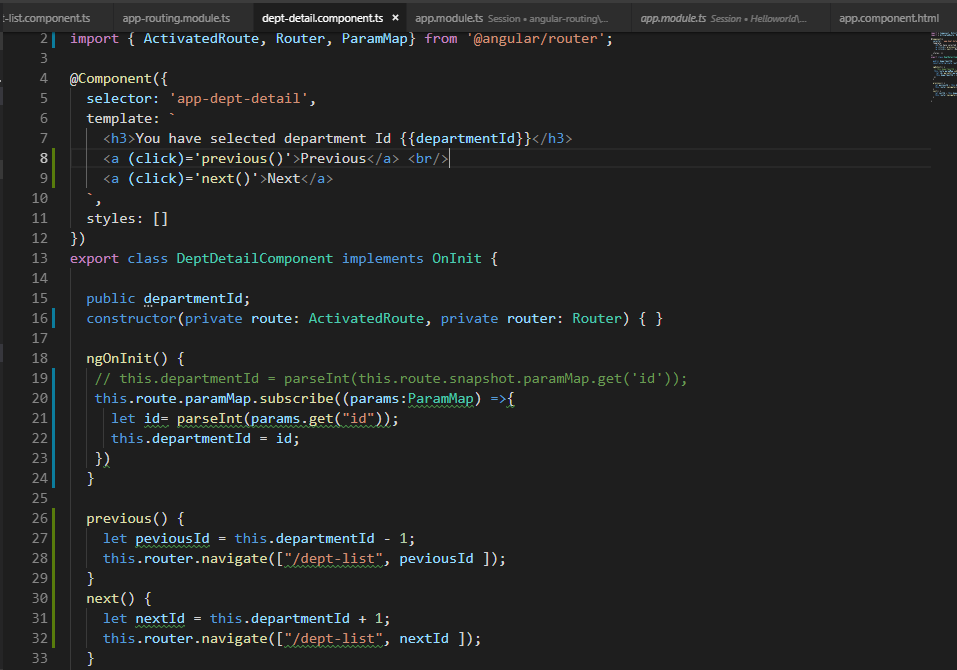 t-list.component.ts app-routing.module.ts dept-detail.component.ts × app.module.ts Session • angular-routing\... app.module.ts Session • Helloworld\... app.component.html
2 import { ActivatedRoute, Router, ParamMap} from '@angular/router';
3
4 @Component({
5 selector: 'app-dept-detail',
6 template: `
7 <h3>You have selected department Id {{departmentId}}</h3>
8 <a (click)='previous()'>Previous</a> <br/>
9 <a (click)='next()'>Next</a>
10 `,
11 styles: []
12 })
13 export class DeptDetailComponent implements OnInit {
14
15 public departmentId;
16 constructor(private route: ActivatedRoute, private router: Router) { }
17
18 ngOnInit() {
19 // this.departmentId = parseInt(this.route.snapshot.paramMap.get('id'));
20 this.route.paramMap.subscribe((params:ParamMap) =>{
21 let id= parseInt(params.get("id"));
22 this.departmentId = id;
23 })
24 }
25
26 previous() {
27 let peviousId = this.departmentId - 1;
28 this.router.navigate(["/dept-list", peviousId ]);
29 }
30 next() {
31 let nextId = this.departmentId + 1;
32 this.router.navigate(["/dept-list", nextId ]);
33 }